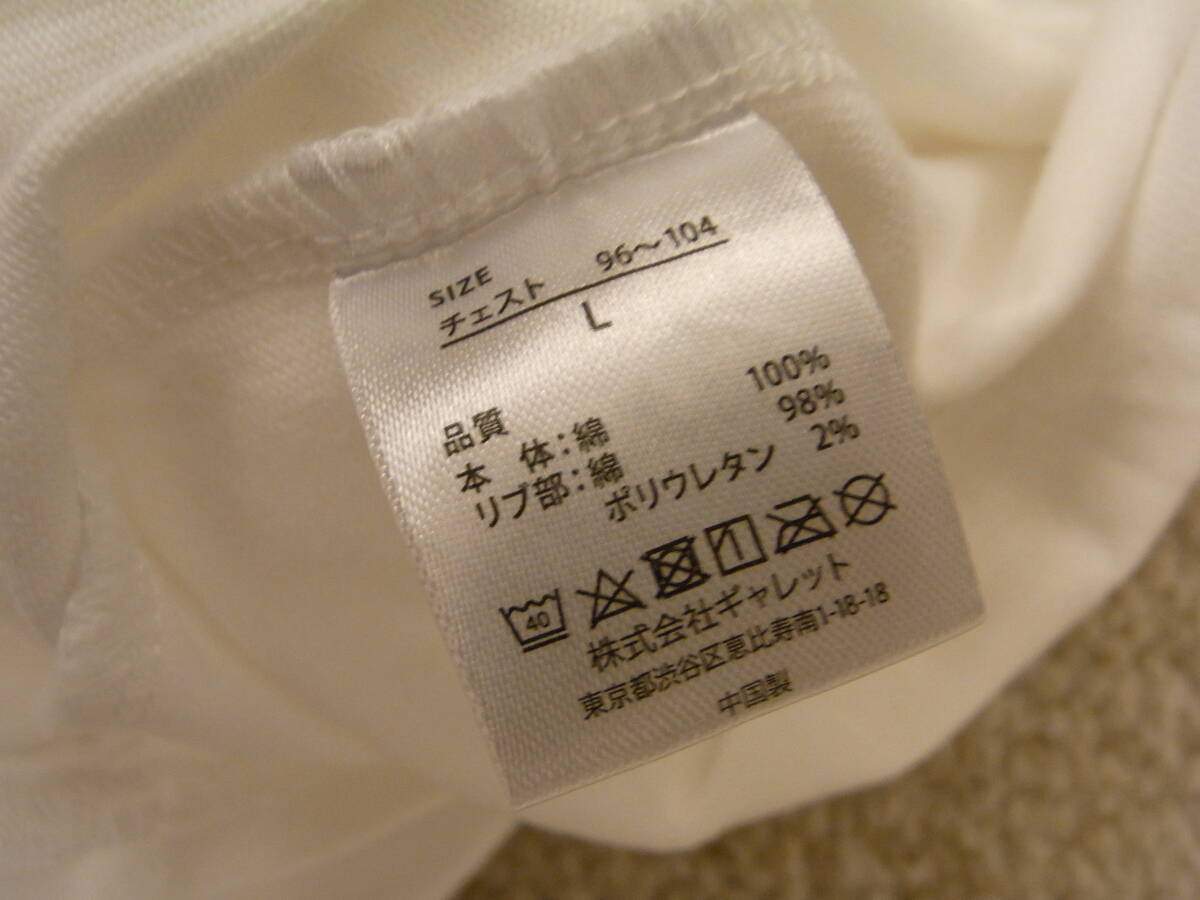 SIZE
チェスト 96～104
L
品質
本 体：綿 100%
リブ部：綿 98%
ポリウレタン 2%
40
株式会社ギャレット
東京都渋谷区恵比寿南1-18-18
中国製